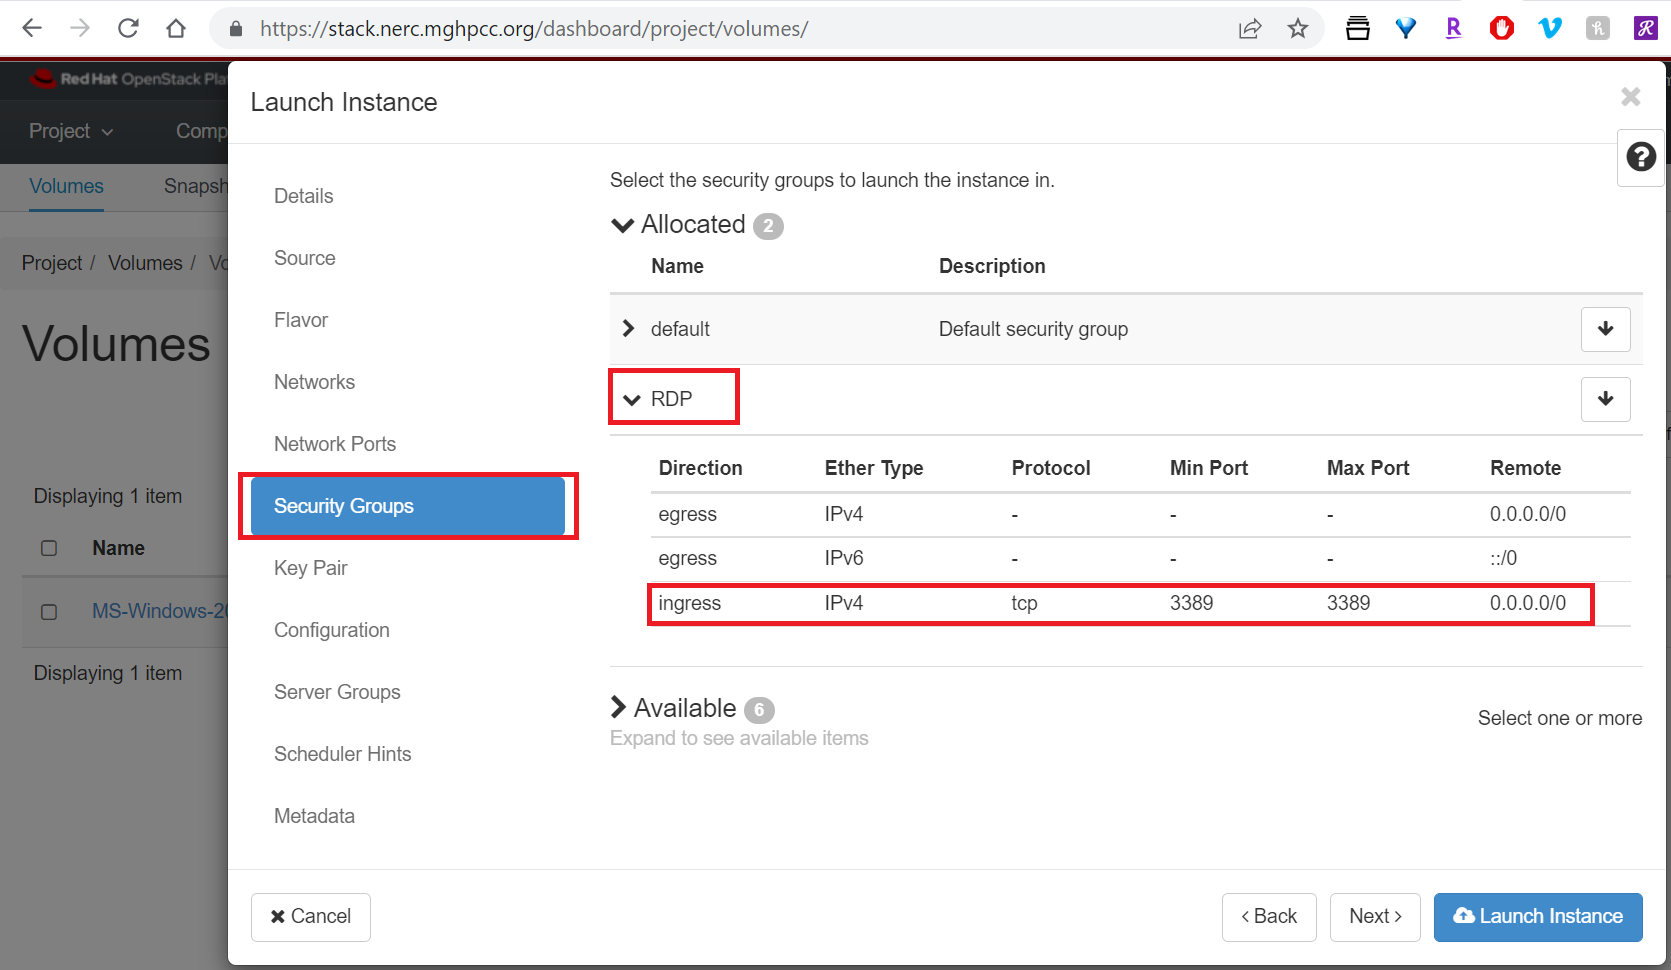 https://stack.nerc.mghpcc.org/dashboard/project/volumes/
Red Hat OpenStack Pla
Launch Instance
Project
Comp
Volumes
Snapsh
Project / Volumes / Vo
Volumes
Displaying 1 item
Name
MS-Windows-20
Displaying 1 item
Details
Source
Flavor
Networks
Network Ports
Security Groups
Key Pair
Configuration
Server Groups
Scheduler Hints
Metadata
Select the security groups to launch the instance in.
Allocated 2
Name Description
default Default security group
RDP
Direction Ether Type Protocol Min Port Max Port Remote
egress IPv4 - - - 0.0.0.0/0
egress IPv6 - - - ::/0
ingress IPv4 tcp 3389 3389 0.0.0.0/0
Available 6
Select one or more
Expand to see available items
Cancel
< Back
Next >
Launch Instance